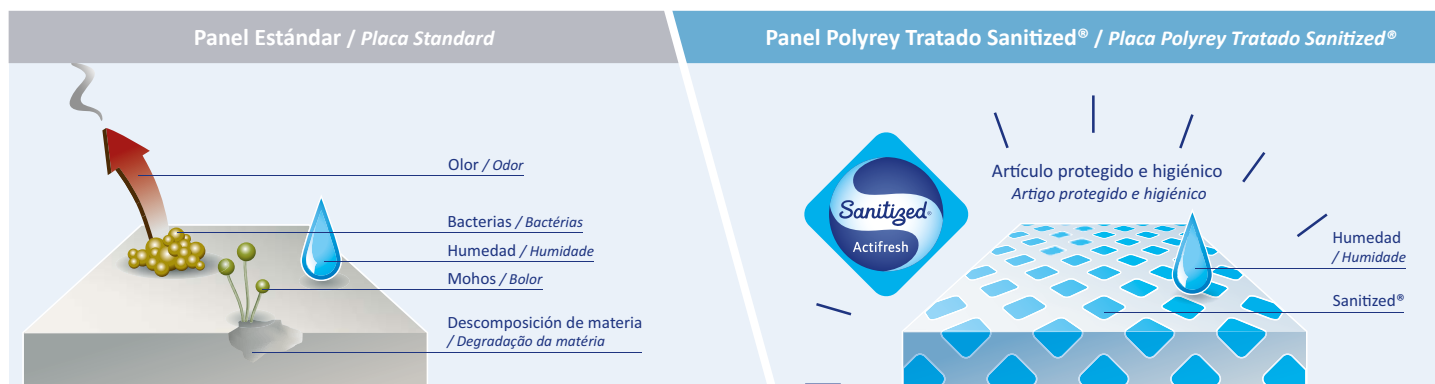 Panel Estándar / Placa Standard
Olor / Odor
Bacterias / Bactérias
Humedad / Humidade
Mohos / Bolor
Descomposición de materia
/ Degradação da matéria
Panel Polyrey Tratado Sanitized® / Placa Polyrey Tratado Sanitized®
Sanitized®
Actifresh
Artículo protegido e higiénico
Artigo protegido e higiénico
Humedad
/ Humidade
Sanitized®